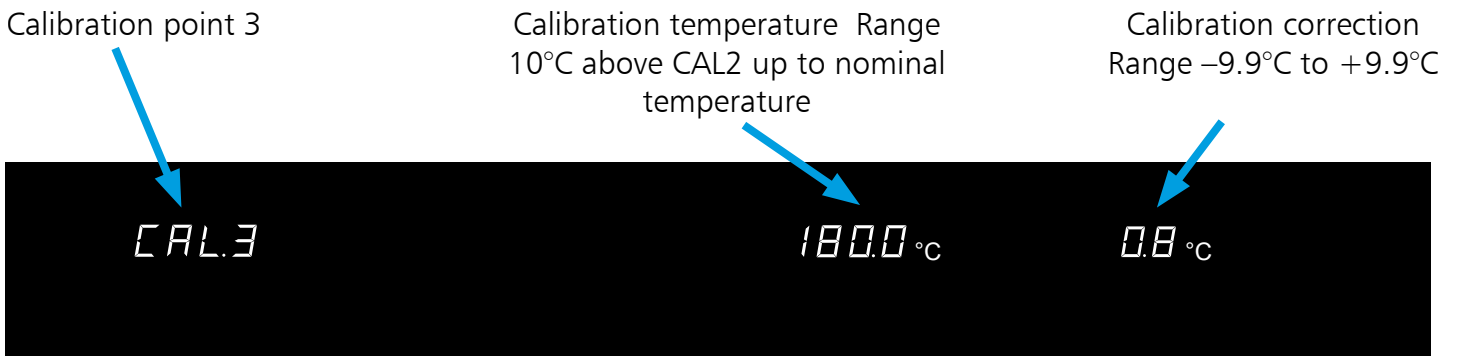 Calibration point 3
Calibration temperature Range
10°C above CAL2 up to nominal
temperature
Calibration correction
Range –9.9°C to +9.9°C
CAL.3 180.0 °C 0.8 °C